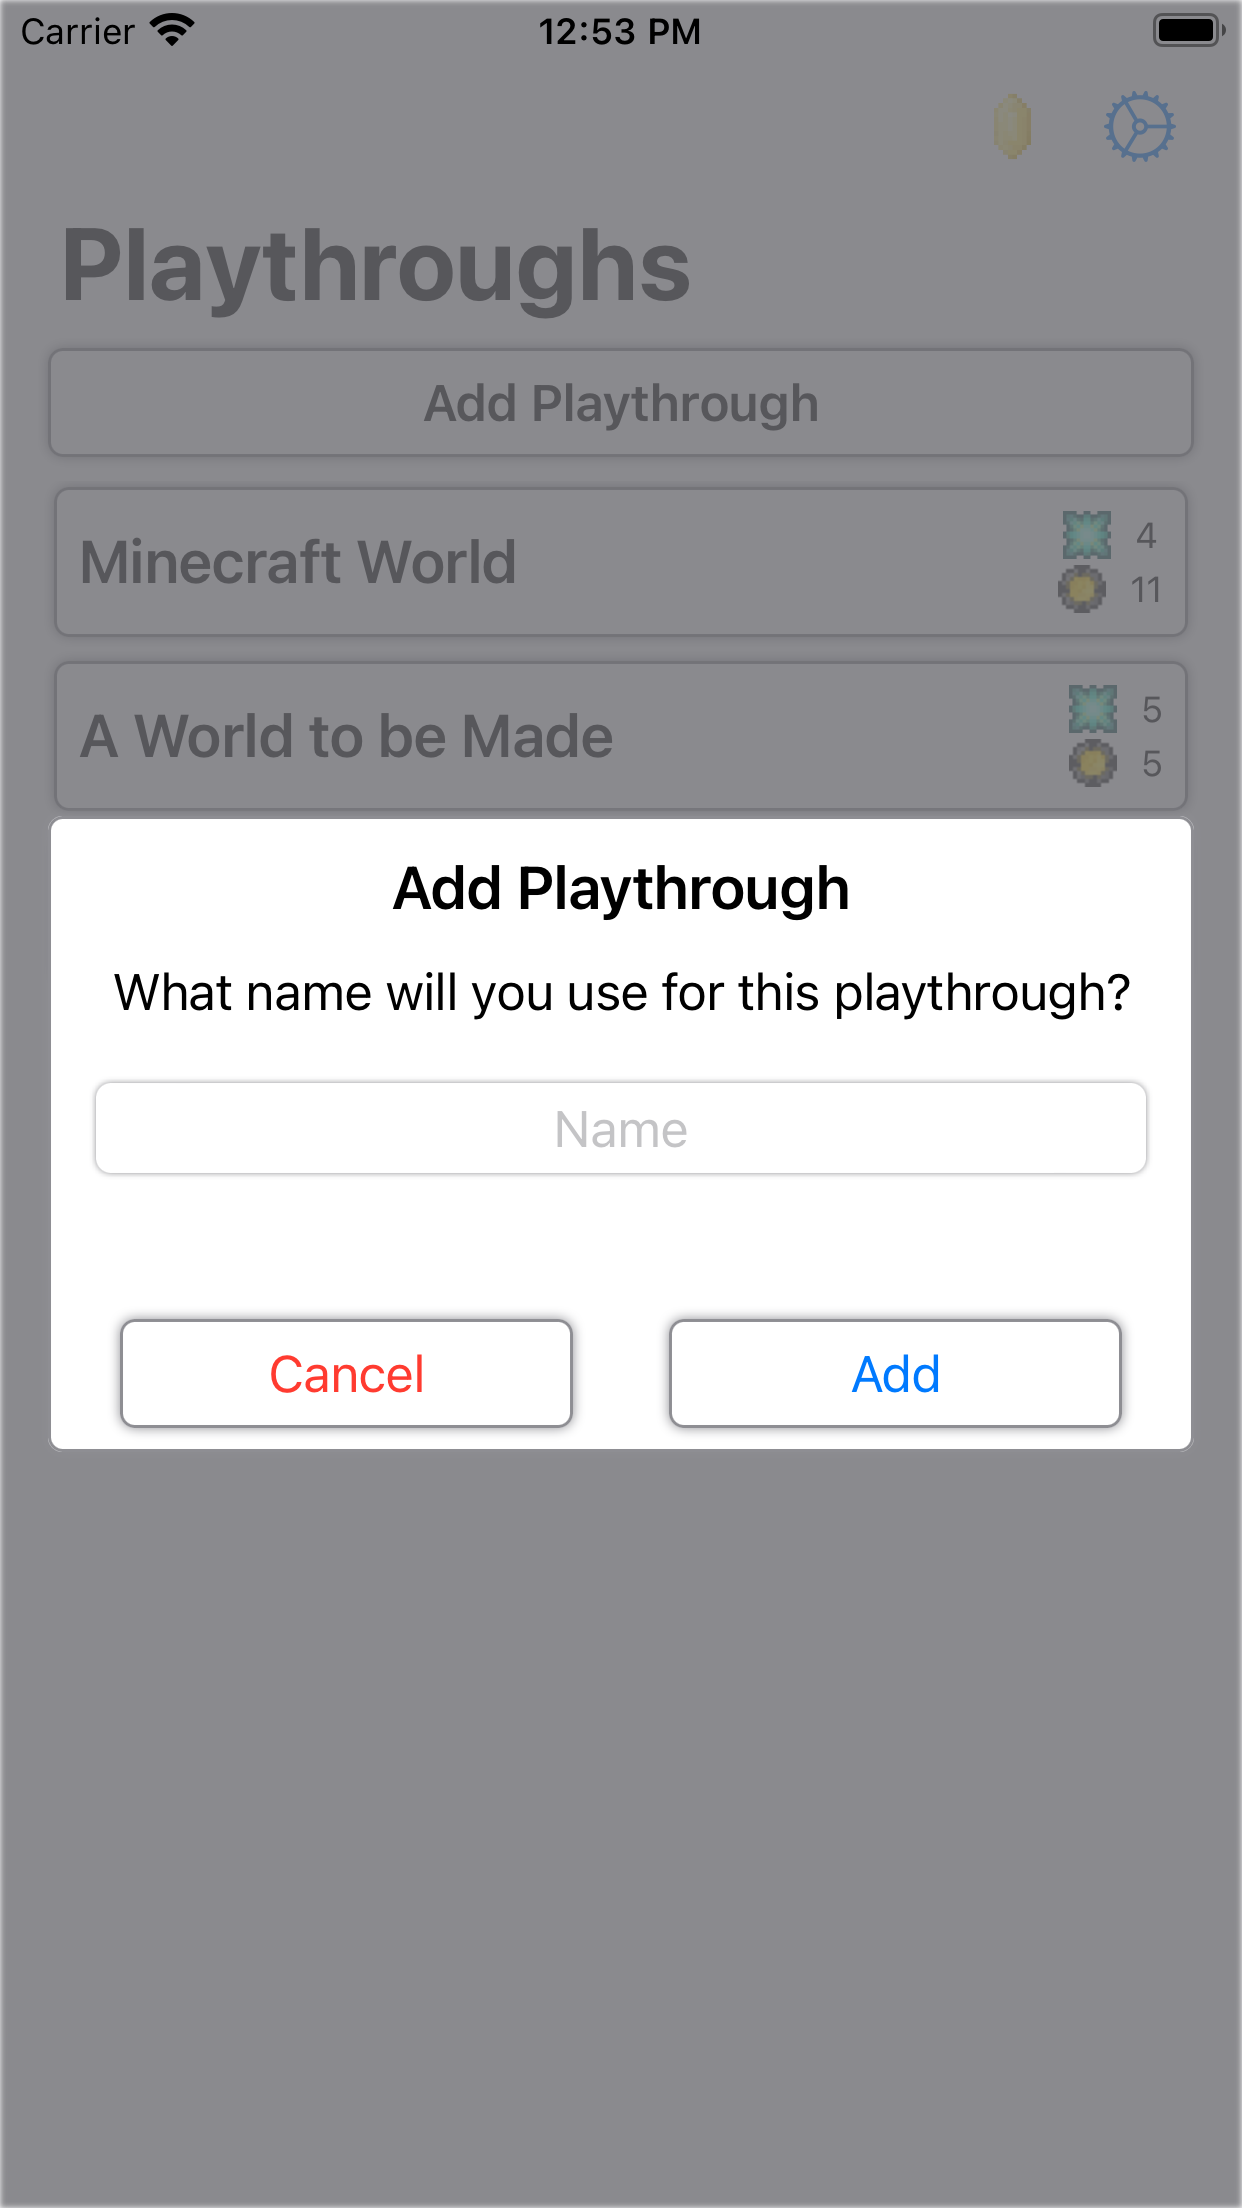 Carrier 12:53 PM
Playthroughs
Add Playthrough
Minecraft World
4
11
A World to be Made
5
5
Add Playthrough
What name will you use for this playthrough?
Name
Cancel Add